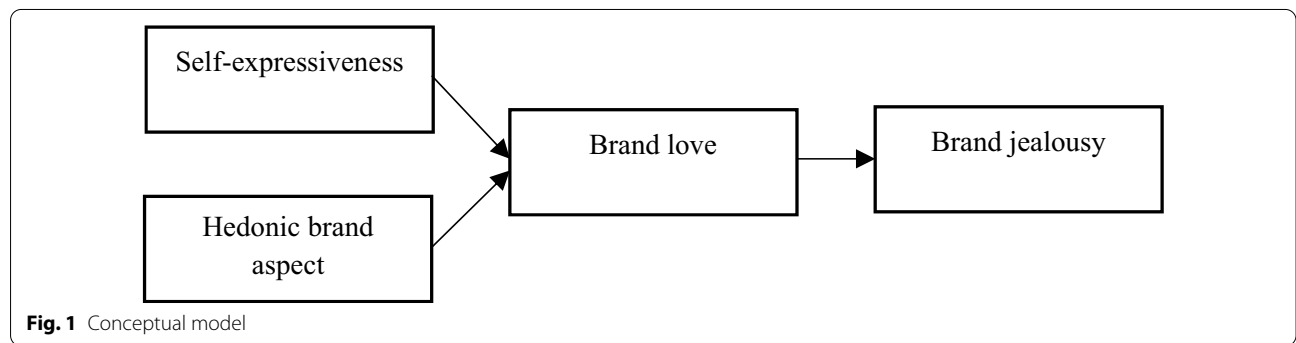 Self-expressiveness
Brand love
Brand jealousy
Hedonic brand
aspect
Fig. 1 Conceptual model